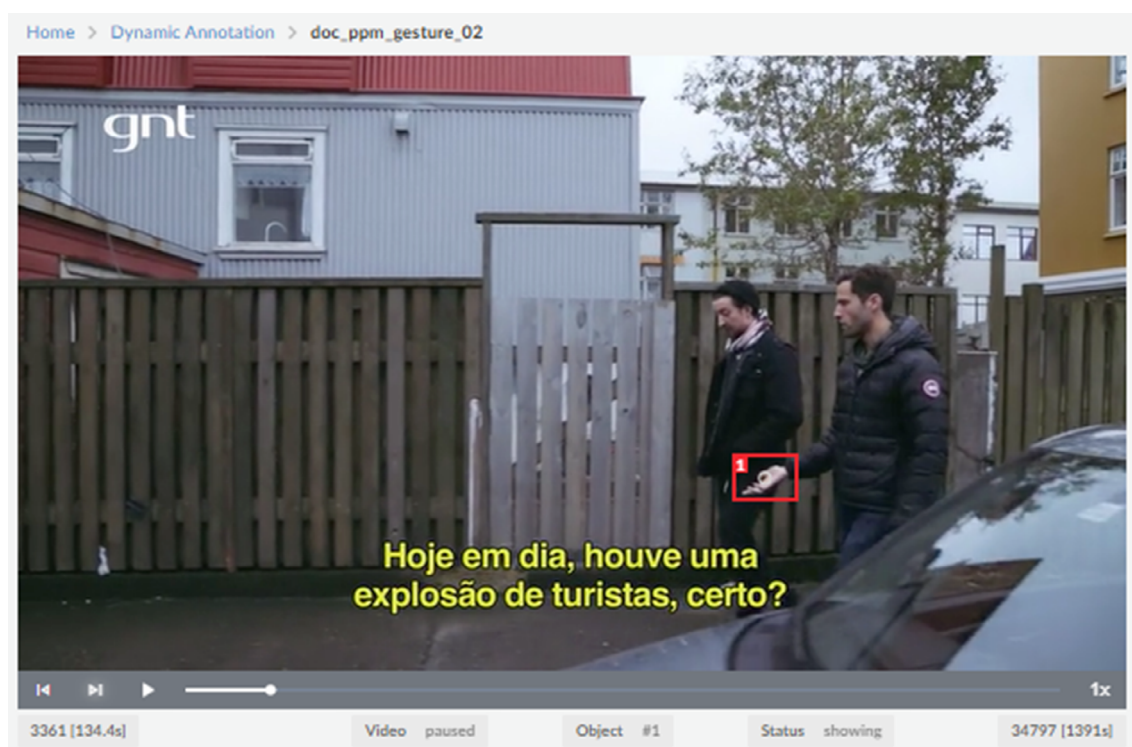 Home > Dynamic Annotation > doc_ppm_gesture_02
gnt
1
Hoje em dia, houve uma
explosão de turistas, certo?
1x
3361 [134.4s] Video paused Object #1 Status showing 34797 [1391s]